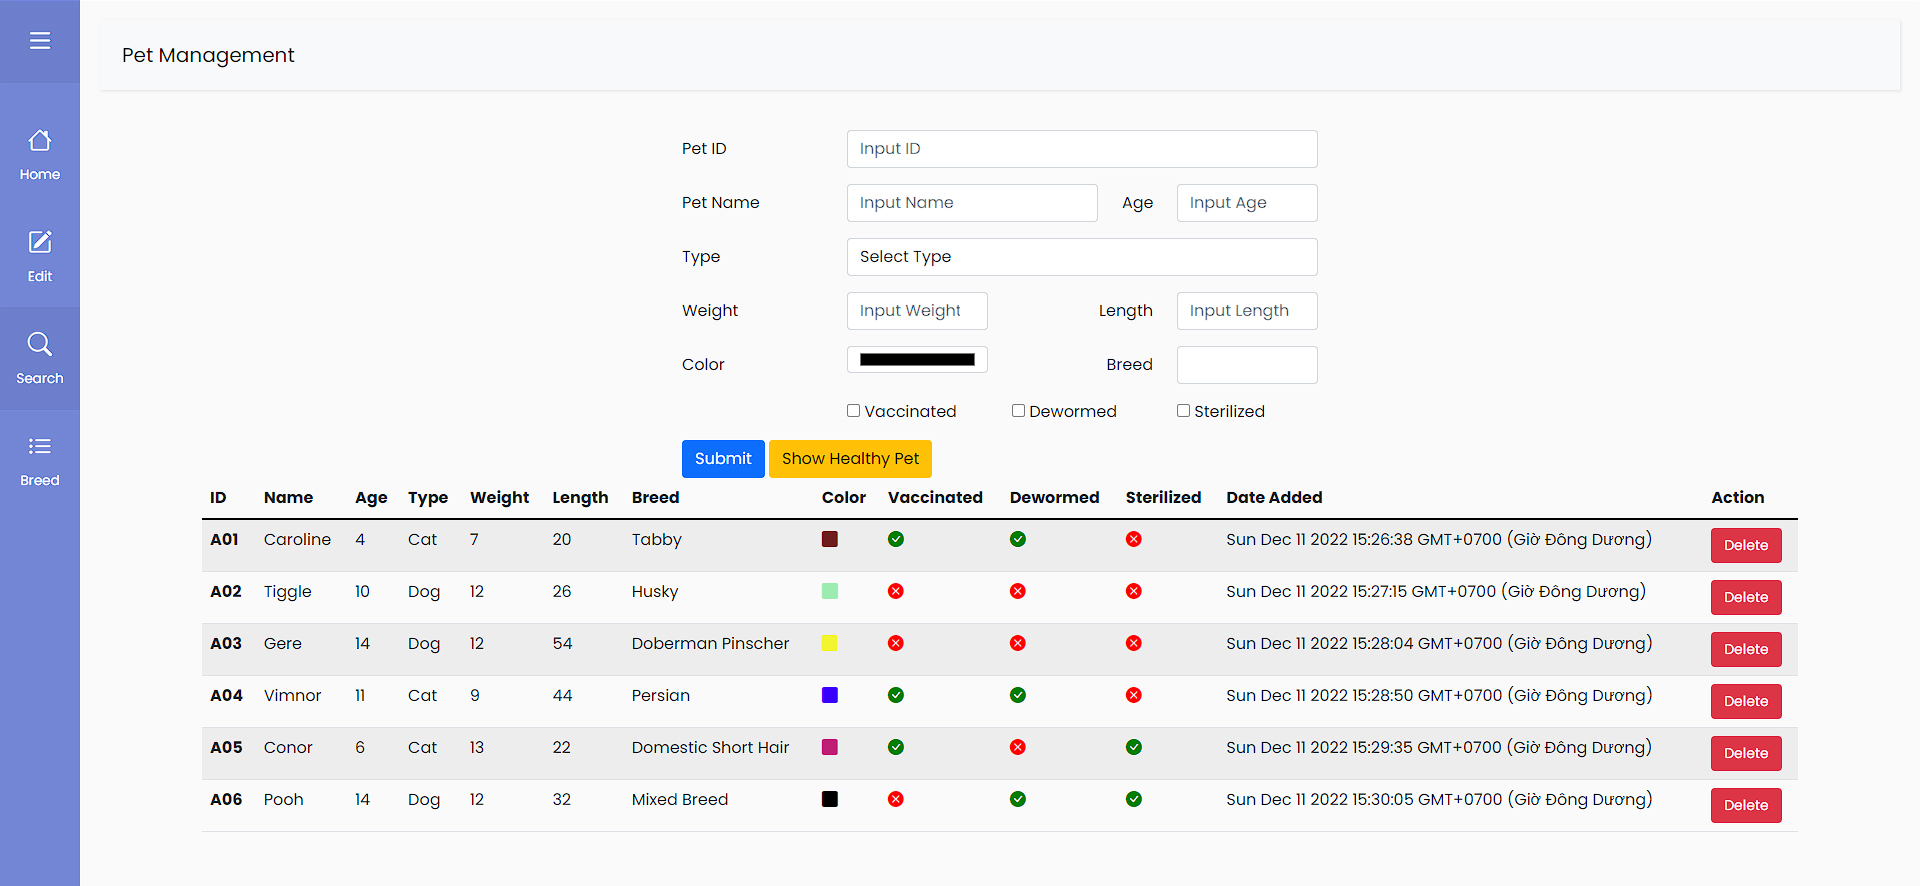 Pet Management
Home
Edit
Search
Breed
Pet ID Input ID
Pet Name Input Name Age Input Age
Type Select Type
Weight Input Weight Length Input Length
Color Breed
Vaccinated Dewormed Sterilized
Submit Show Healthy Pet
ID Name Age Type Weight Length Breed Color Vaccinated Dewormed Sterilized Date Added Action
A01 Caroline 4 Cat 7 20 Tabby Sun Dec 11 2022 15:26:38 GMT+0700 (Giờ Đông Dương) Delete
A02 Tiggle 10 Dog 12 26 Husky Sun Dec 11 2022 15:27:15 GMT+0700 (Giờ Đông Dương) Delete
A03 Gere 14 Dog 12 54 Doberman Pinscher Sun Dec 11 2022 15:28:04 GMT+0700 (Giờ Đông Dương) Delete
A04 Vimnor 11 Cat 9 44 Persian Sun Dec 11 2022 15:28:50 GMT+0700 (Giờ Đông Dương) Delete
A05 Conor 6 Cat 13 22 Domestic Short Hair Sun Dec 11 2022 15:29:35 GMT+0700 (Giờ Đông Dương) Delete
A06 Pooh 14 Dog 12 32 Mixed Breed Sun Dec 11 2022 15:30:05 GMT+0700 (Giờ Đông Dương) Delete